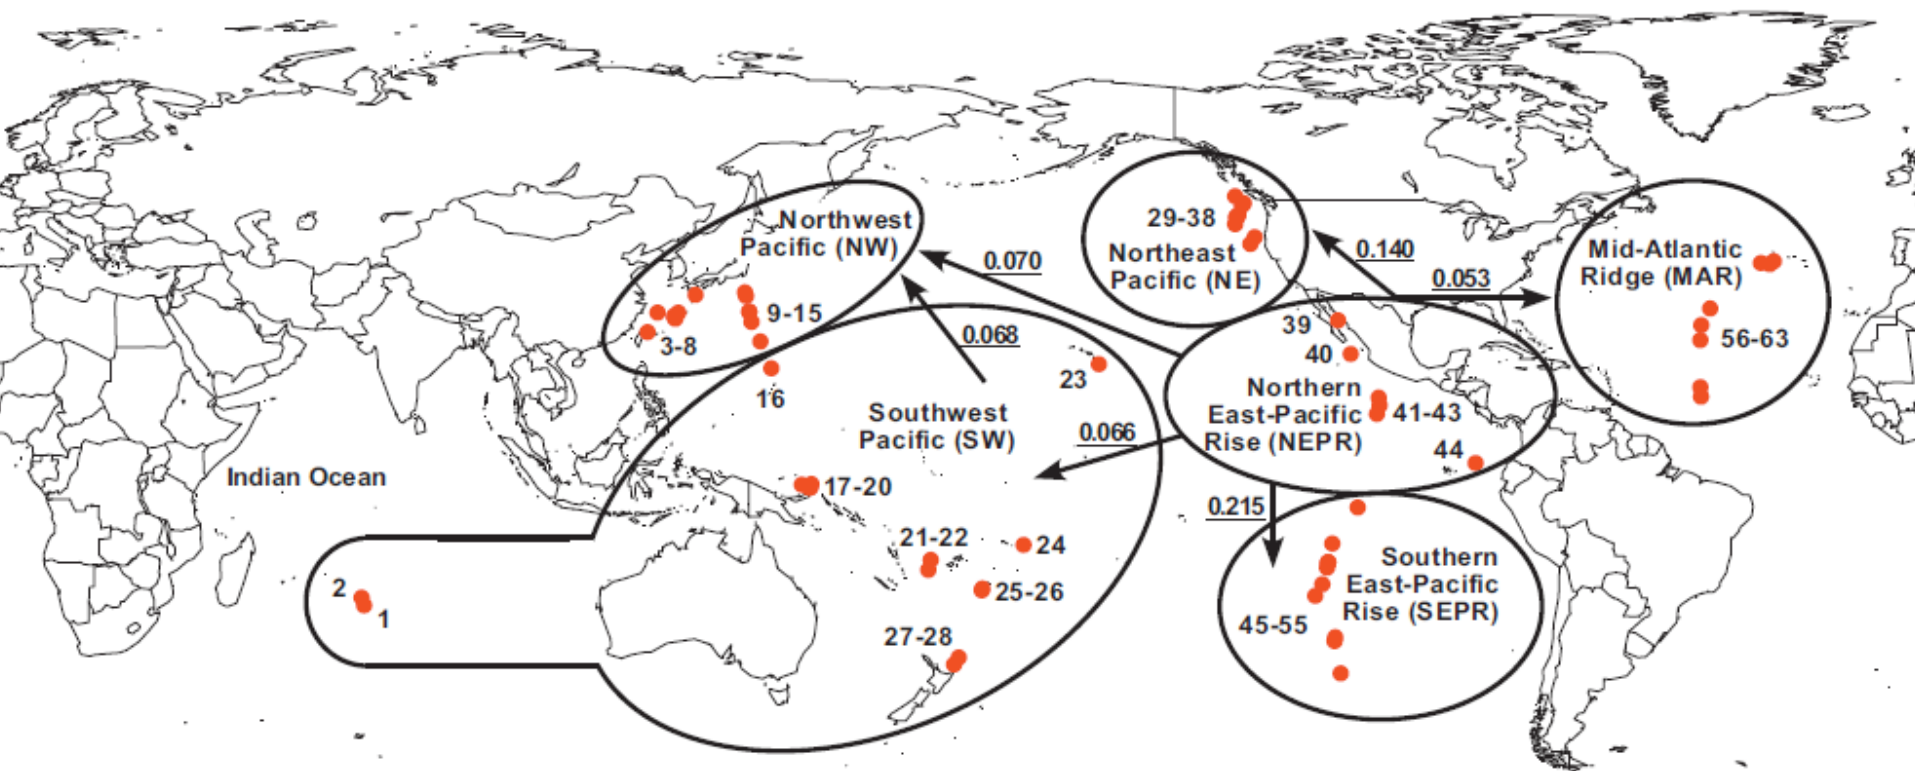 Northwest
Pacific (NW)
0.070
9-15
3-8
16
0.068
29-38
Northeast
Pacific (NE)
0.140
0.053
Mid-Atlantic
Ridge (MAR)
56-63
39
40
23
Northern
East-Pacific
Rise (NEPR)
41-43
44
Southwest
Pacific (SW)
0.066
Indian Ocean
17-20
0.215
21-22
24
25-26
27-28
2
1
Southern
East-Pacific
Rise (SEPR)
45-55